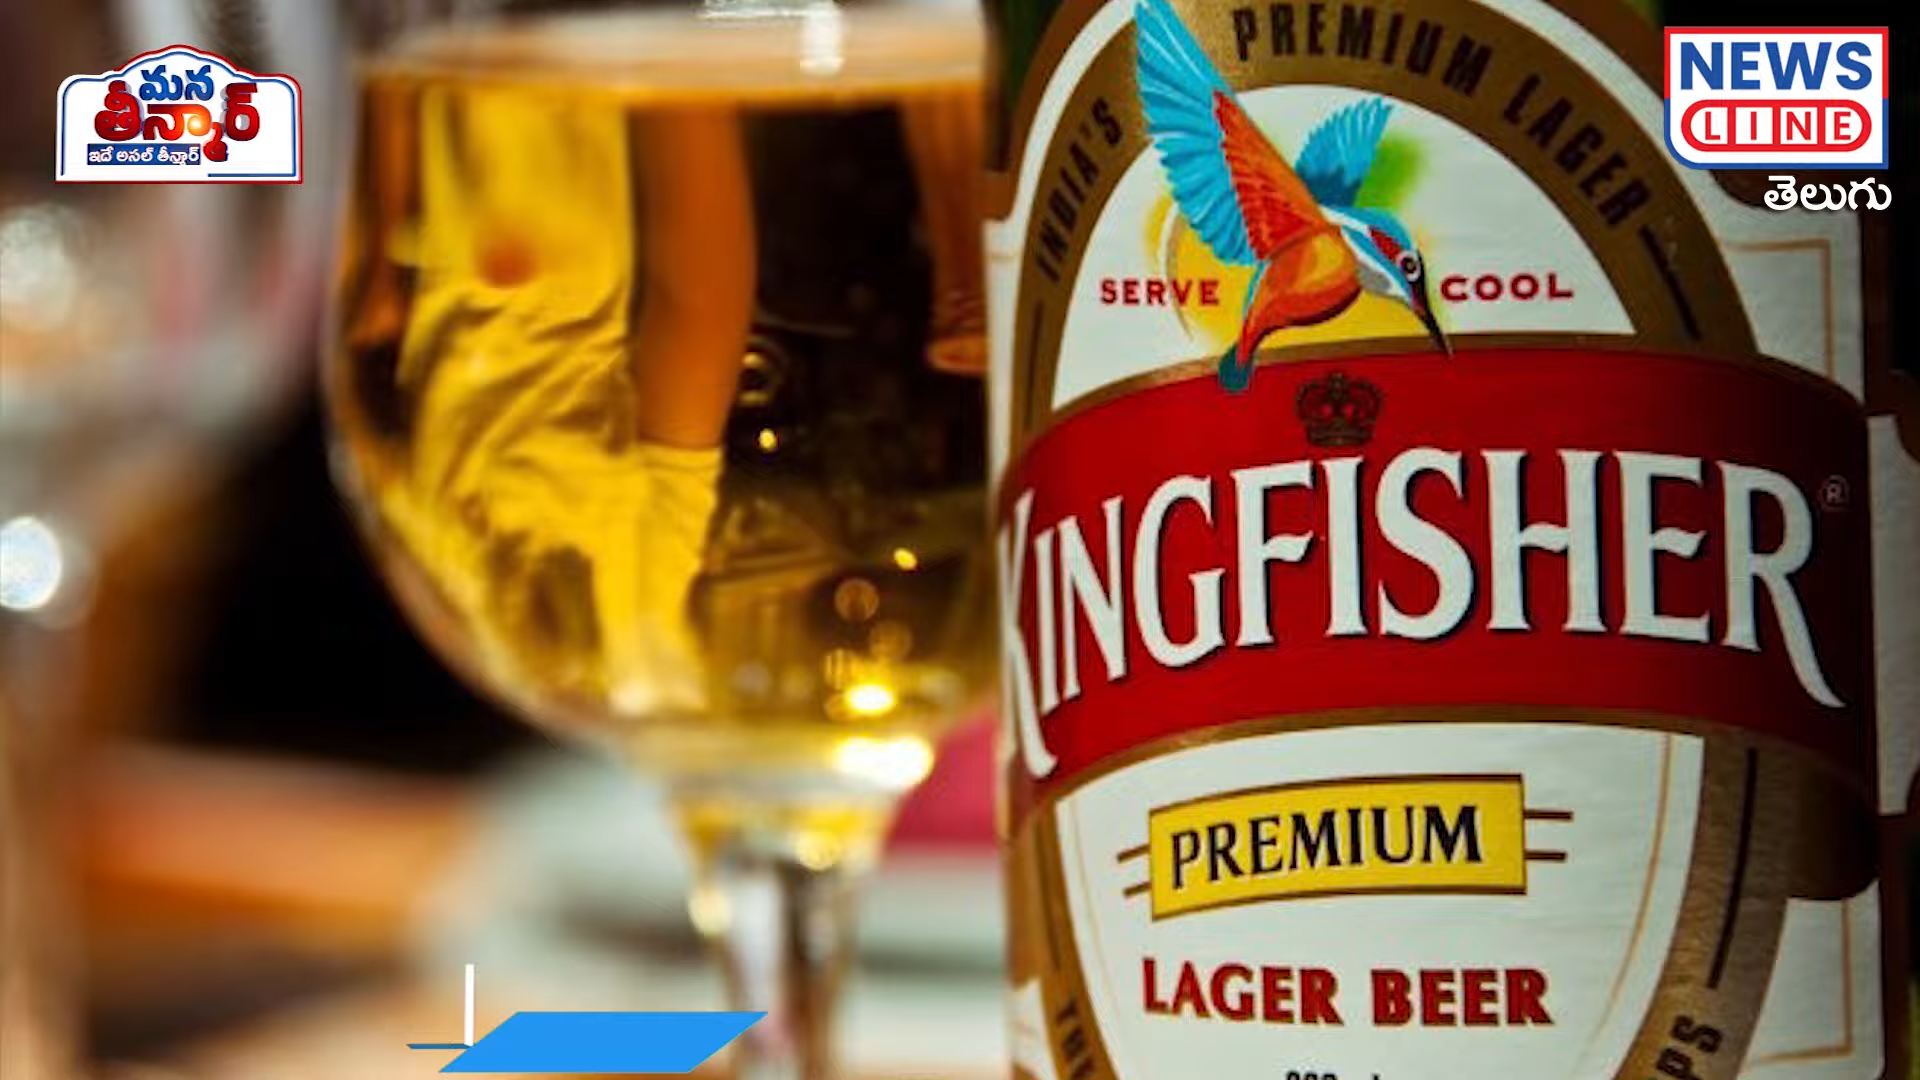 మన
తీన్మార్
ఇదే అసల్ తీన్మార్
NEWS
LINE
తెలుగు
INDIA'S PREMIUM LAGER
SERVE COOL
KINGFISHER
®
PREMIUM
LAGER BEER